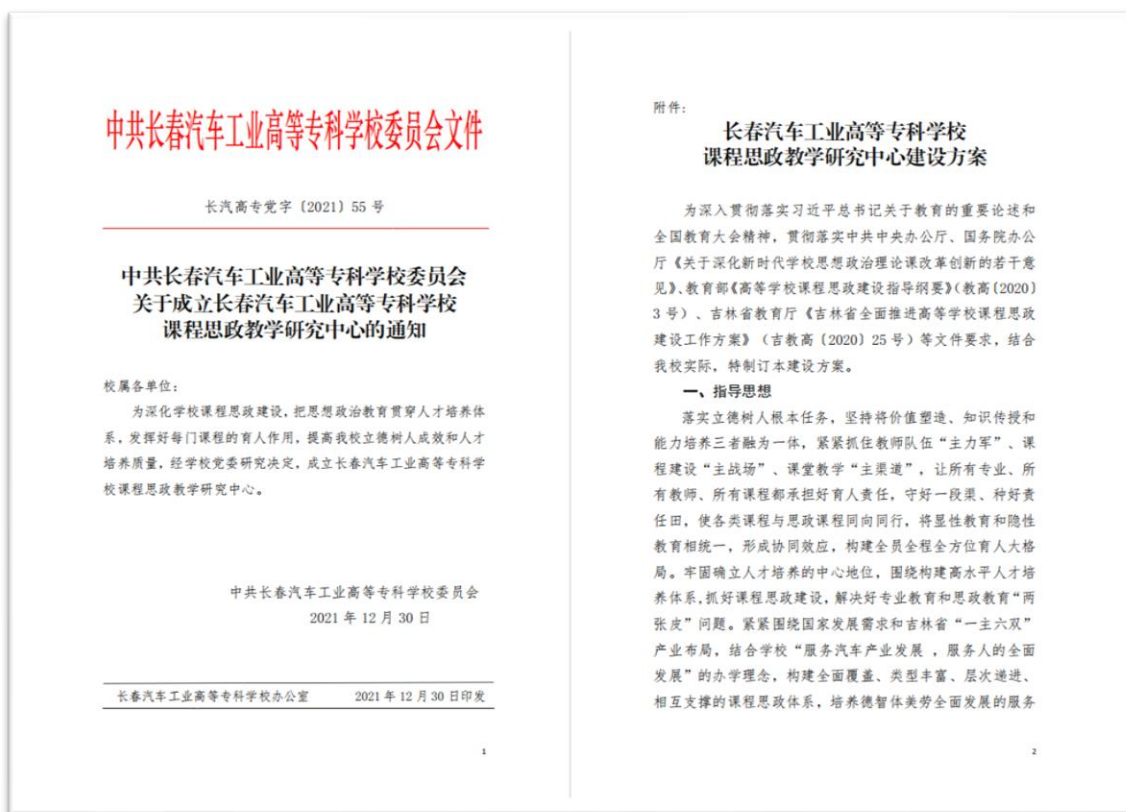 中共长春汽车工业高等专科学校委员会文件
长汽高专党字〔2021〕55 号
中共长春汽车工业高等专科学校委员会
关于成立长春汽车工业高等专科学校
课程思政教学研究中心的通知
校属各单位：
为深化学校课程思政建设，把思想政治教育贯穿人才培养体
系，发挥好每门课程的育人作用，提高我校立德树人成效和人才
培养质量，经学校党委研究决定，成立长春汽车工业高等专科学
校课程思政教学研究中心。
中共长春汽车工业高等专科学校委员会
2021 年 12 月 30 日
长春汽车工业高等专科学校办公室 2021 年 12 月 30 日印发
1
附件：
长春汽车工业高等专科学校
课程思政教学研究中心建设方案
为深入贯彻落实习近平总书记关于教育的重要论述和
全国教育大会精神，贯彻落实中共中央办公厅、国务院办公
厅《关于深化新时代学校思想政治理论课改革创新的若干意
见》、教育部《高等学校课程思政建设指导纲要》（教高〔2020〕
3 号）、吉林省教育厅《吉林省全面推进高等学校课程思政
建设工作方案》（吉教高〔2020〕25 号）等文件要求，结合
我校实际，特制订本建设方案。
一、指导思想
落实立德树人根本任务，坚持将价值塑造、知识传授和
能力培养三者融为一体，紧紧抓住教师队伍“主力军”、课
程建设“主战场”、课堂教学“主渠道”，让所有专业、所
有教师、所有课程都承担好育人责任，守好一段渠、种好责
任田，使各类课程与思政课程同向同行，将显性教育和隐性
教育相统一，形成协同效应，构建全员全程全方位育人大格
局。牢固确立人才培养的中心地位，围绕构建高水平人才培
养体系，抓好课程思政建设，解决好专业教育和思政教育“两
张皮”问题。紧紧围绕国家发展需求和吉林省“一主六双”
产业布局，结合学校“服务汽车产业发展 ，服务人的全面
发展”的办学理念，构建全面覆盖、类型丰富、层次递进、
相互支撑的课程思政体系，培养德智体美劳全面发展的服务
2